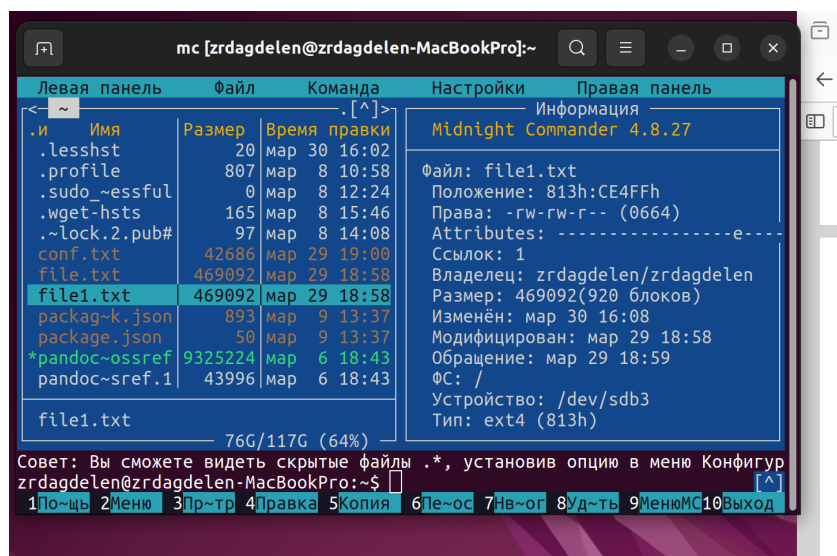 mc [zrdagdelen@zrdagdelen-MacBookPro]:~
Левая панель Файл Команда Настройки Правая панель
<— ~ .[^]>
.и Имя Размер Время правки
.lesshst 20 мар 30 16:02
.profile 807 мар 8 10:58
.sudo_~essful 0 мар 8 12:24
.wget-hsts 165 мар 8 15:46
.~lock.2.pub# 97 мар 8 14:08
conf.txt 42686 мар 29 19:00
file.txt 469092 мар 29 18:58
file1.txt 469092 мар 29 18:58
packag~k.json 893 мар 9 13:37
package.json 50 мар 9 13:37
*pandoc~ossref 9325224 мар 6 18:43
pandoc~sref.1 43996 мар 6 18:43
file1.txt
76G/117G (64%)
Информация
Midnight Commander 4.8.27
Файл: file1.txt
Положение: 813h:CE4FFh
Права: -rw-rw-r-- (0664)
Attributes: -----------------e----
Ссылок: 1
Владелец: zrdagdelen/zrdagdelen
Размер: 469092(920 блоков)
Изменён: мар 30 16:08
Модифицирован: мар 29 18:58
Обращение: мар 29 18:59
ФС: /
Устройство: /dev/sdb3
Тип: ext4 (813h)
Совет: Вы сможете видеть скрытые файлы .*, установив опцию в меню Конфигур
zrdagdelen@zrdagdelen-MacBookPro:~$ [^]
1По~щь 2Меню 3Пр~тр 4Правка 5Копия 6Пе~ос 7Нв~ог 8Уд~ть 9МенюМС 10Выход